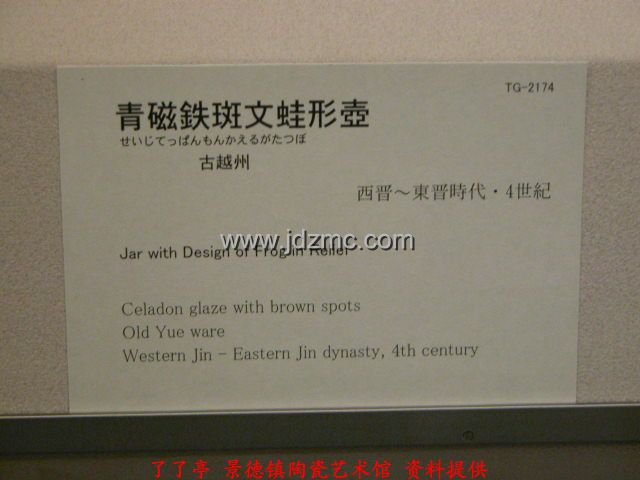 TG-2174
青磁鉄斑文蛙形壺
せいじてっぱんもんかえるがたつぼ
古越州
西晋～東晋時代・4世紀
www.jdzmc.com
Jar with Design of Frog in Relief
Celadon glaze with brown spots
Old Yue ware
Western Jin - Eastern Jin dynasty, 4th century
了了亭 景德镇陶瓷艺术馆 资料提供